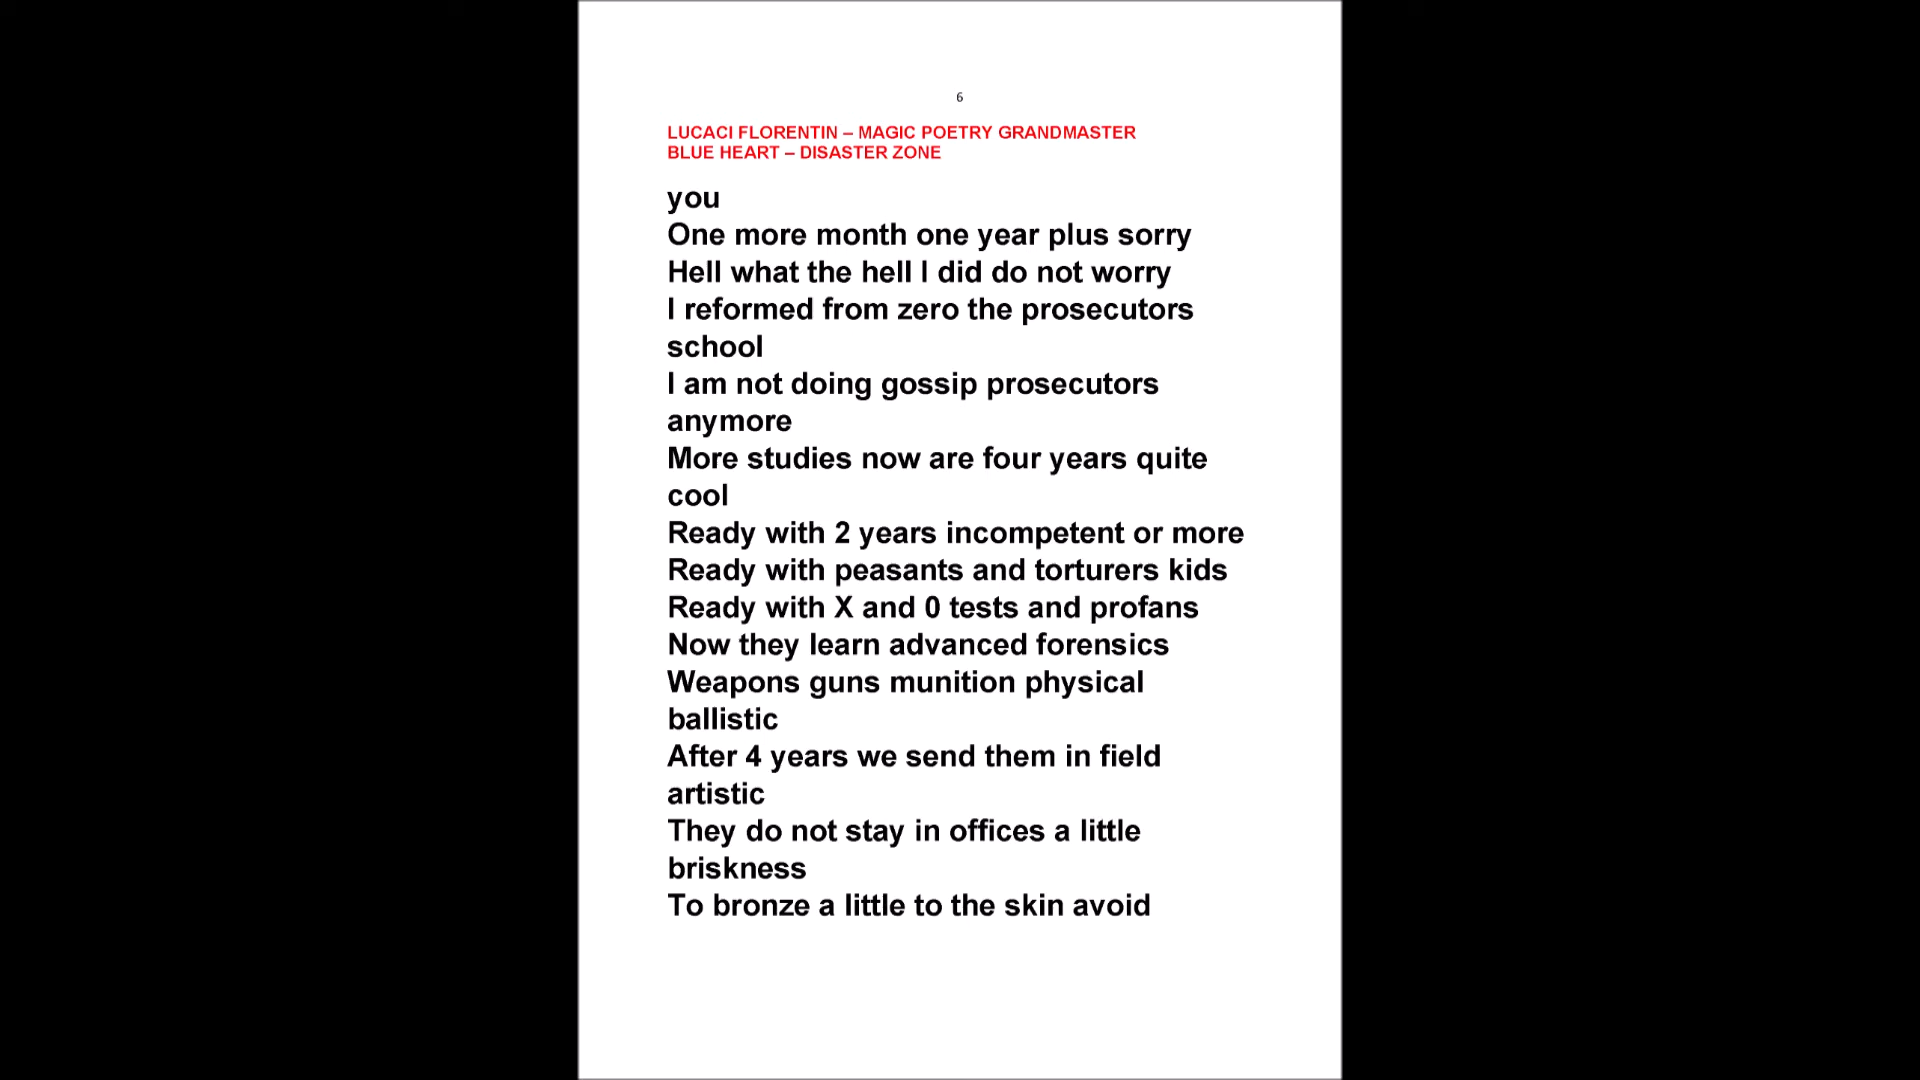 6
LUCACI FLORENTIN – MAGIC POETRY GRANDMASTER
BLUE HEART – DISASTER ZONE
you
One more month one year plus sorry
Hell what the hell I did do not worry
I reformed from zero the prosecutors
school
I am not doing gossip prosecutors
anymore
More studies now are four years quite
cool
Ready with 2 years incompetent or more
Ready with peasants and torturers kids
Ready with X and 0 tests and profans
Now they learn advanced forensics
Weapons guns munition physical
ballistic
After 4 years we send them in field
artistic
They do not stay in offices a little
briskness
To bronze a little to the skin avoid